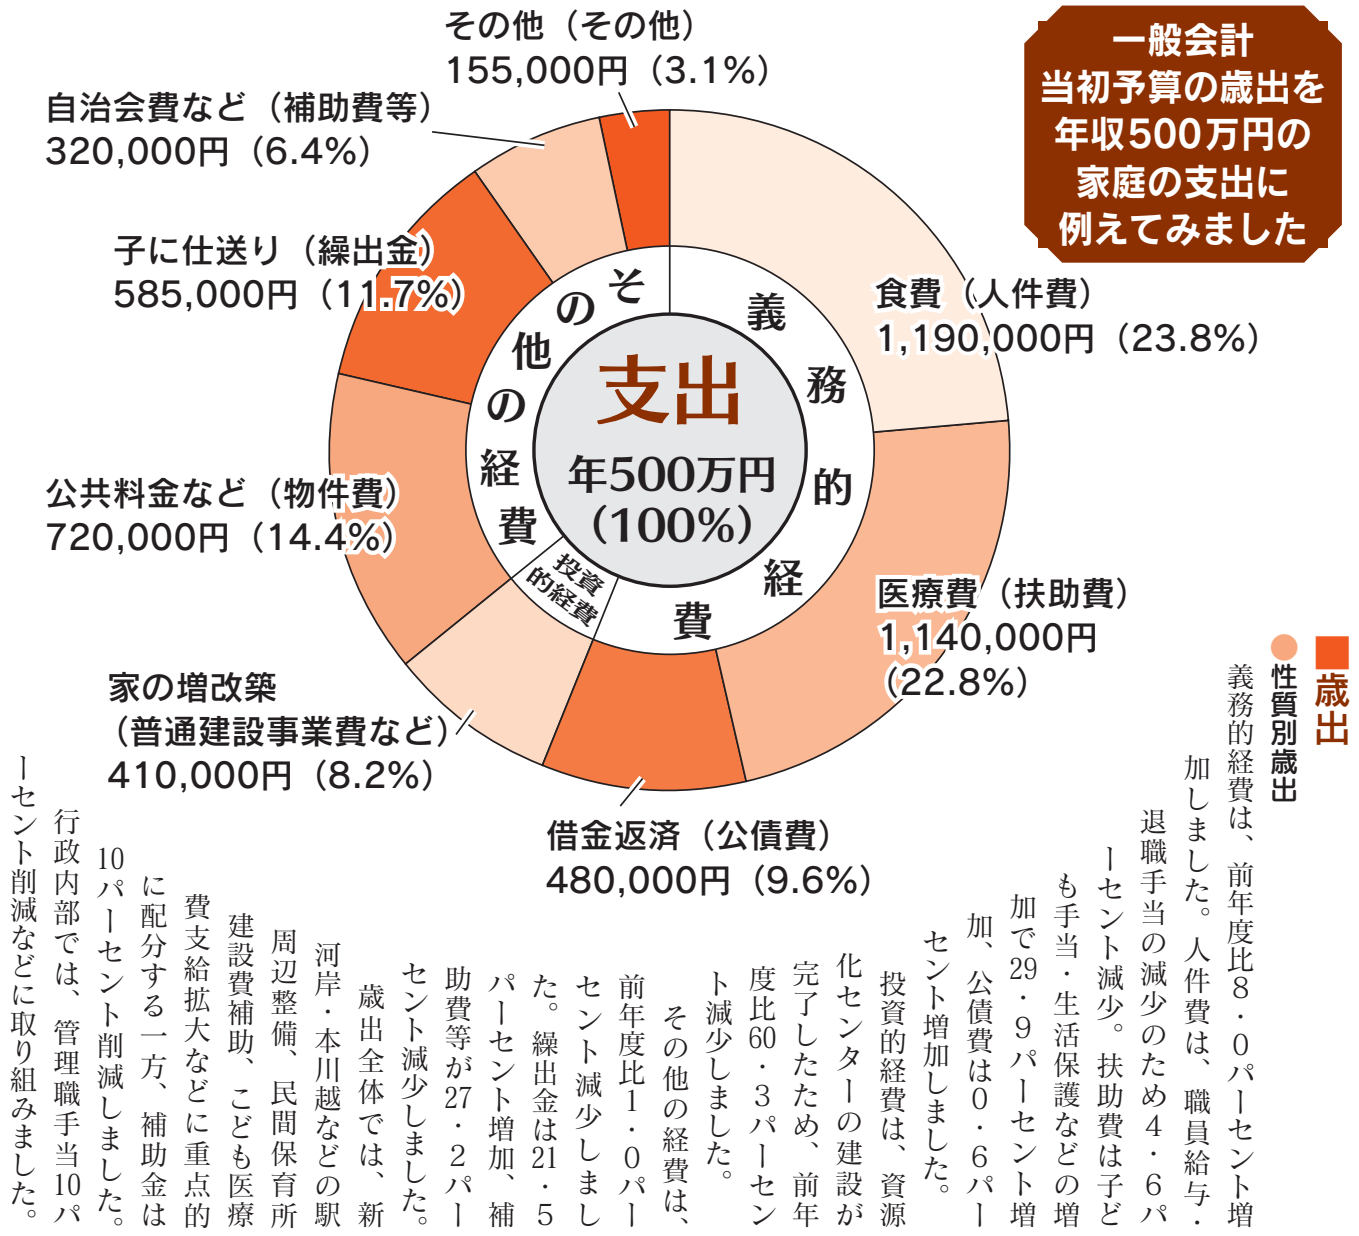 一般会計
当初予算の歳出を
年収500万円の
家庭の支出に
例えてみました
その他（その他）
155,000円（3.1%）
自治会費など（補助費等）
320,000円（6.4%）
子に仕送り（繰出金）
585,000円（11.7%）
公共料金など（物件費）
720,000円（14.4%）
家の増改築
（普通建設事業費など）
410,000円（8.2%）
借金返済（公債費）
480,000円（9.6%）
医療費（扶助費）
1,140,000円
（22.8%）
食費（人件費）
1,190,000円（23.8%）
義務的経費
投資
的経費
その他の経費
支出
年500万円
（100%）
■歳出
●性質別歳出
義務的経費は、前年度比8・0パーセント増
加しました。人件費は、職員給与・
退職手当の減少のため4・6パ
ーセント減少。扶助費は子ど
も手当・生活保護などの増
加で29・9パーセント増
加、公債費は0・6パー
セント増加しました。
投資的経費は、資源
化センターの建設が
完了したため、前年
度比60・3パーセン
ト減少しました。
その他の経費は、
前年度比1・0パー
セント減少しまし
た。繰出金は21・5
パーセント増加、補
助費等が27・2パー
セント減少しました。
歳出全体では、新
河岸・本川越などの駅
周辺整備、民間保育所
建設費補助、こども医療
費支給拡大などに重点的
に配分する一方、補助金は
10パーセント削減しました。
行政内部では、管理職手当10パ
ーセント削減などに取り組みました。